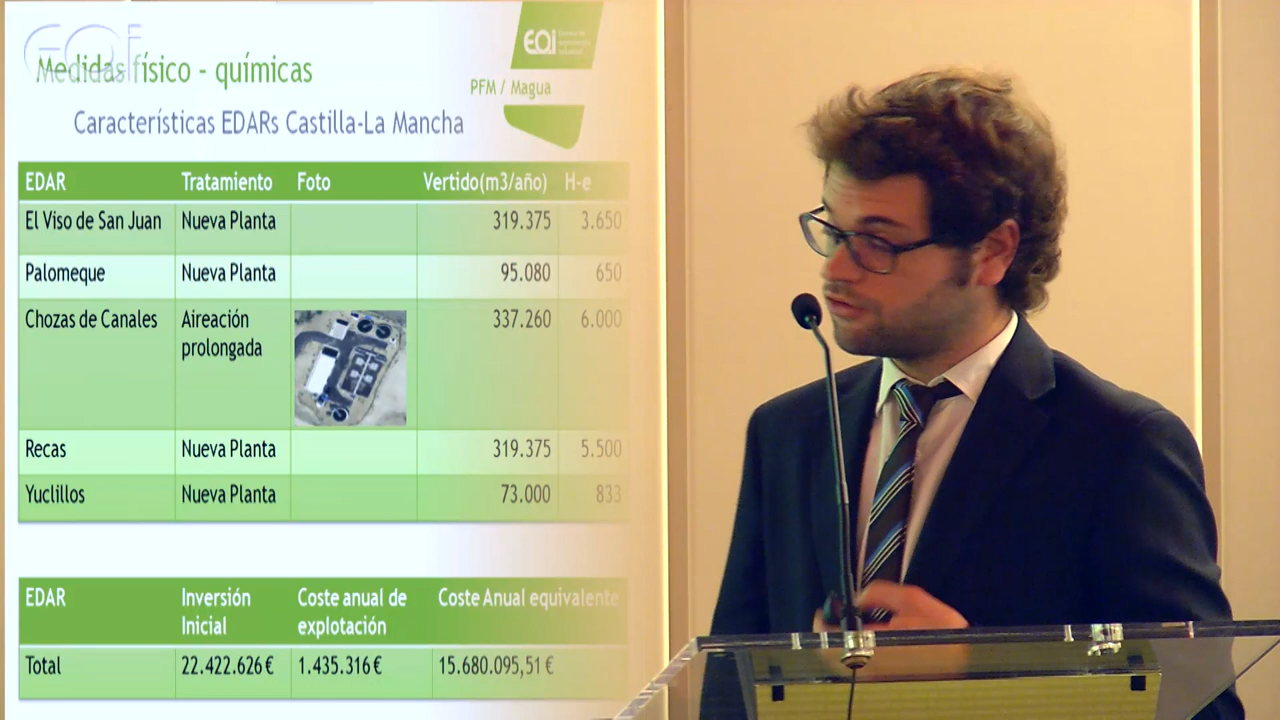 EOI
Medidas físico - químicas
EOI
PFM / Magua
Características EDARs Castilla-La Mancha
EDAR Tratamiento Foto Vertido(m3/año) H-e
El Viso de San Juan Nueva Planta 319.375 3.650
Palomeque Nueva Planta 95.080 650
Chozas de Canales Aireación 337.260 6.000
prolongada
Recas Nueva Planta 319.375 5.500
Yuclillos Nueva Planta 73.000 833
EDAR Inversión Coste anual de Coste Anual equivalente
Inicial explotación
Total 22.422.626 € 1.435.316 € 15.680.095,51 €